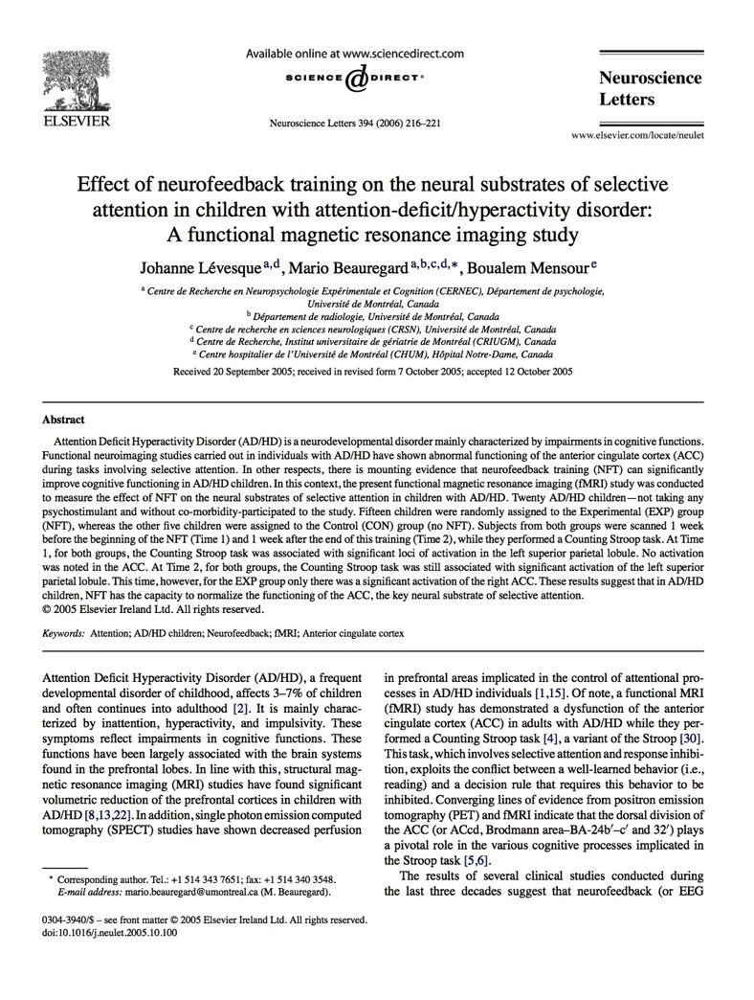 Available online at www.sciencedirect.com
SCIENCE DIRECT®
ELSEVIER
Neuroscience
Letters
Neuroscience Letters 394 (2006) 216–221
www.elsevier.com/locate/neulet
Effect of neurofeedback training on the neural substrates of selective
attention in children with attention-deficit/hyperactivity disorder:
A functional magnetic resonance imaging study
Johanne Lévesque a,d, Mario Beauregard a,b,c,d,*, Boualem Mensour e
a Centre de Recherche en Neuropsychologie Expérimentale et Cognition (CERNEC), Département de psychologie,
Université de Montréal, Canada
b Département de radiologie, Université de Montréal, Canada
c Centre de recherche en sciences neurologiques (CRSN), Université de Montréal, Canada
d Centre de Recherche, Institut universitaire de gériatrie de Montréal (CRIUGM), Canada
e Centre hospitalier de l'Université de Montréal (CHUM), Hôpital Notre-Dame, Canada
Received 20 September 2005; received in revised form 7 October 2005; accepted 12 October 2005
Abstract
Attention Deficit Hyperactivity Disorder (AD/HD) is a neurodevelopmental disorder mainly characterized by impairments in cognitive functions.
Functional neuroimaging studies carried out in individuals with AD/HD have shown abnormal functioning of the anterior cingulate cortex (ACC)
during tasks involving selective attention. In other respects, there is mounting evidence that neurofeedback training (NFT) can significantly
improve cognitive functioning in AD/HD children. In this context, the present functional magnetic resonance imaging (fMRI) study was conducted
to measure the effect of NFT on the neural substrates of selective attention in children with AD/HD. Twenty AD/HD children—not taking any
psychostimulant and without co-morbidity-participated to the study. Fifteen children were randomly assigned to the Experimental (EXP) group
(NFT), whereas the other five children were assigned to the Control (CON) group (no NFT). Subjects from both groups were scanned 1 week
before the beginning of the NFT (Time 1) and 1 week after the end of this training (Time 2), while they performed a Counting Stroop task. At Time
1, for both groups, the Counting Stroop task was associated with significant loci of activation in the left superior parietal lobule. No activation
was noted in the ACC. At Time 2, for both groups, the Counting Stroop task was still associated with significant activation of the left superior
parietal lobule. This time, however, for the EXP group only there was a significant activation of the right ACC. These results suggest that in AD/HD
children, NFT has the capacity to normalize the functioning of the ACC, the key neural substrate of selective attention.
© 2005 Elsevier Ireland Ltd. All rights reserved.
Keywords: Attention; AD/HD children; Neurofeedback; fMRI; Anterior cingulate cortex
Attention Deficit Hyperactivity Disorder (AD/HD), a frequent
developmental disorder of childhood, affects 3–7% of children
and often continues into adulthood [2]. It is mainly charac-
terized by inattention, hyperactivity, and impulsivity. These
symptoms reflect impairments in cognitive functions. These
functions have been largely associated with the brain systems
found in the prefrontal lobes. In line with this, structural mag-
netic resonance imaging (MRI) studies have found significant
volumetric reduction of the prefrontal cortices in children with
AD/HD [8,13,22]. In addition, single photon emission computed
tomography (SPECT) studies have shown decreased perfusion
* Corresponding author. Tel.: +1 514 343 7651; fax: +1 514 340 3548.
E-mail address: mario.beauregard@umontreal.ca (M. Beauregard).
in prefrontal areas implicated in the control of attentional pro-
cesses in AD/HD individuals [1,15]. Of note, a functional MRI
(fMRI) study has demonstrated a dysfunction of the anterior
cingulate cortex (ACC) in adults with AD/HD while they per-
formed a Counting Stroop task [4], a variant of the Stroop [30].
This task, which involves selective attention and response inhibi-
tion, exploits the conflict between a well-learned behavior (i.e.,
reading) and a decision rule that requires this behavior to be
inhibited. Converging lines of evidence from positron emission
tomography (PET) and fMRI indicate that the dorsal division of
the ACC (or ACcd, Brodmann area–BA-24b′–c′ and 32′) plays
a pivotal role in the various cognitive processes implicated in
the Stroop task [5,6].
The results of several clinical studies conducted during
the last three decades suggest that neurofeedback (or EEG
0304-3940/$ – see front matter © 2005 Elsevier Ireland Ltd. All rights reserved.
doi:10.1016/j.neulet.2005.10.100